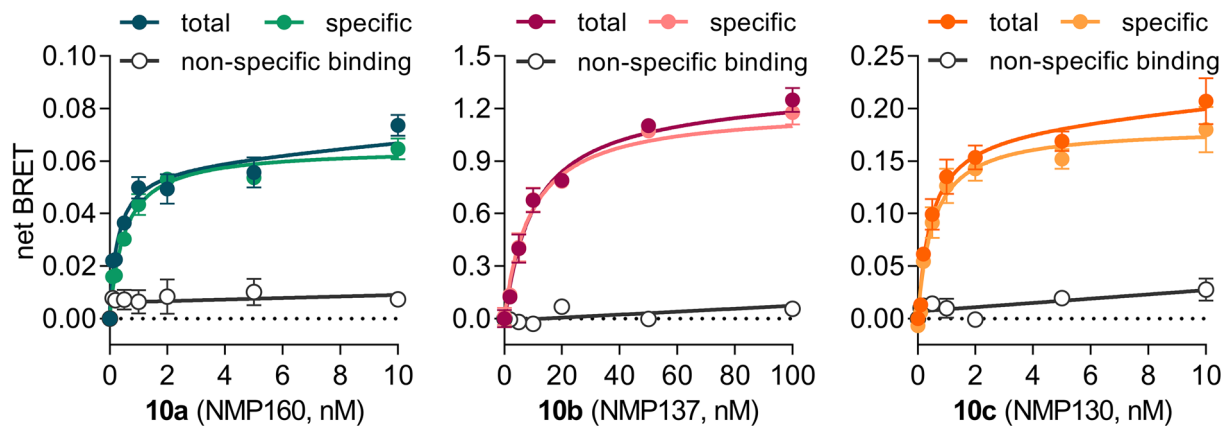 total specific
non-specific binding
net BRET
0.10
0.08
0.06
0.04
0.02
0.00
0 2 4 6 8 10
10a (NMP160, nM)
total specific
non-specific binding
1.5
1.2
0.9
0.6
0.3
0.0
0 20 40 60 80 100
10b (NMP137, nM)
total specific
non-specific binding
0.25
0.20
0.15
0.10
0.05
0.00
0 2 4 6 8 10
10c (NMP130, nM)